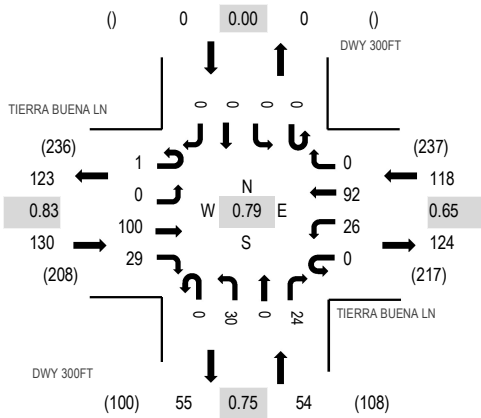 () 0 0.00 0 ()
DWY 300FT
TIERRA BUENA LN
0 0 0 0
(236) (237)
1 0
123 118
0 N 92
0.83 W 0.79 E 0.65
100 S 26
130 124
29 0
(208) (217)
0 30 0 24
TIERRA BUENA LN
DWY 300FT
(100) 55 0.75 54 (108)